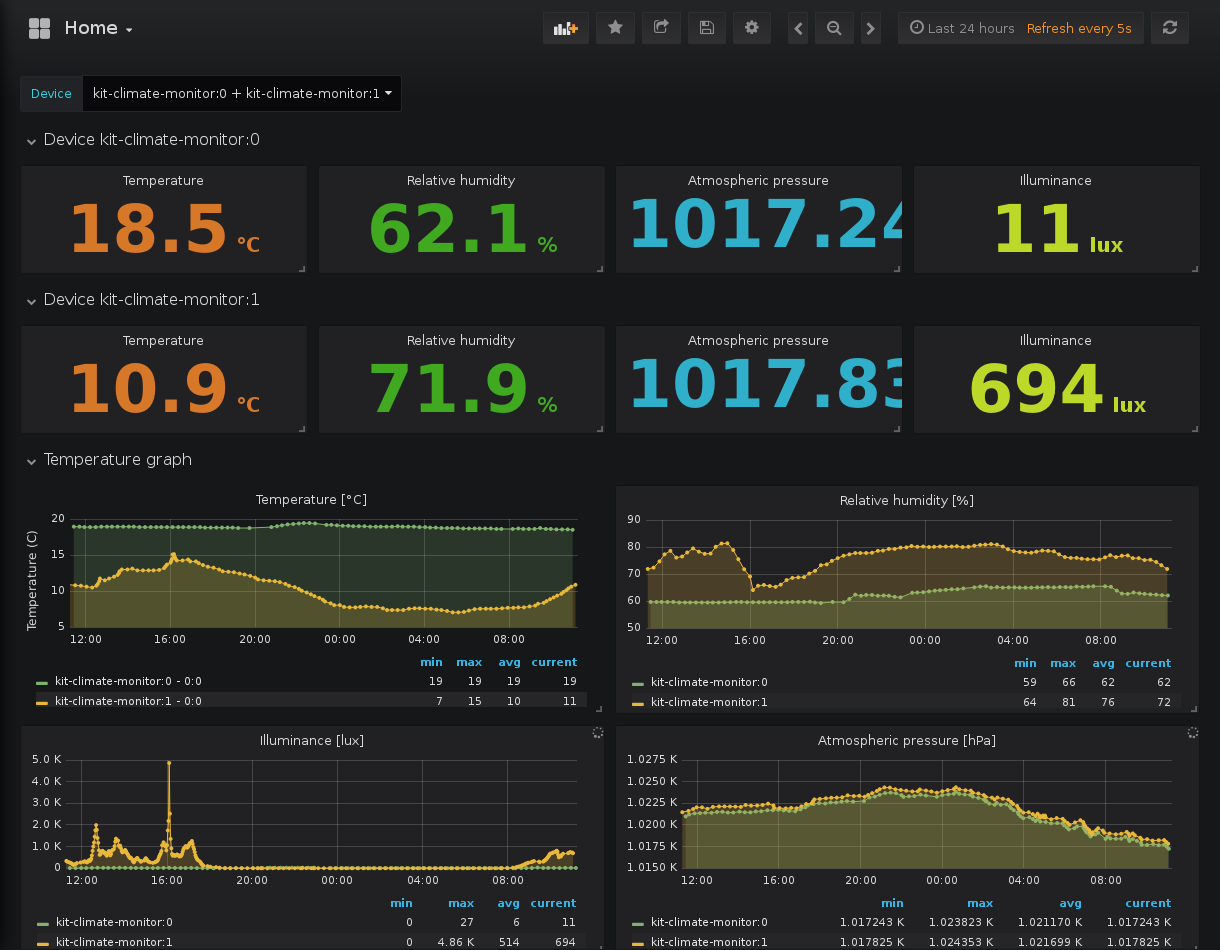 Home
Last 24 hours Refresh every 5s
Device kit-climate-monitor:0 + kit-climate-monitor:1
Device kit-climate-monitor:0
Temperature Relative humidity Atmospheric pressure Illuminance
18.5 °C 62.1 % 1017.24 11 lux
Device kit-climate-monitor:1
Temperature Relative humidity Atmospheric pressure Illuminance
10.9 °C 71.9 % 1017.83 694 lux
Temperature graph
Temperature [°C]
Temperature (C)
20
15
10
5
12:00 16:00 20:00 00:00 04:00 08:00
min max avg current
kit-climate-monitor:0 - 0:0 19 19 19 19
kit-climate-monitor:1 - 0:0 7 15 10 11
Relative humidity [%]
90
80
70
60
50
12:00 16:00 20:00 00:00 04:00 08:00
min max avg current
kit-climate-monitor:0 59 66 62 62
kit-climate-monitor:1 64 81 76 72
Illuminance [lux]
5.0 K
4.0 K
3.0 K
2.0 K
1.0 K
0
12:00 16:00 20:00 00:00 04:00 08:00
min max avg current
kit-climate-monitor:0 0 27 6 11
kit-climate-monitor:1 0 4.86 K 514 694
Atmospheric pressure [hPa]
1.0275 K
1.0250 K
1.0225 K
1.0200 K
1.0175 K
1.0150 K
12:00 16:00 20:00 00:00 04:00 08:00
min max avg current
kit-climate-monitor:0 1.017243 K 1.023823 K 1.021170 K 1.017243 K
kit-climate-monitor:1 1.017825 K 1.024353 K 1.021699 K 1.017825 K